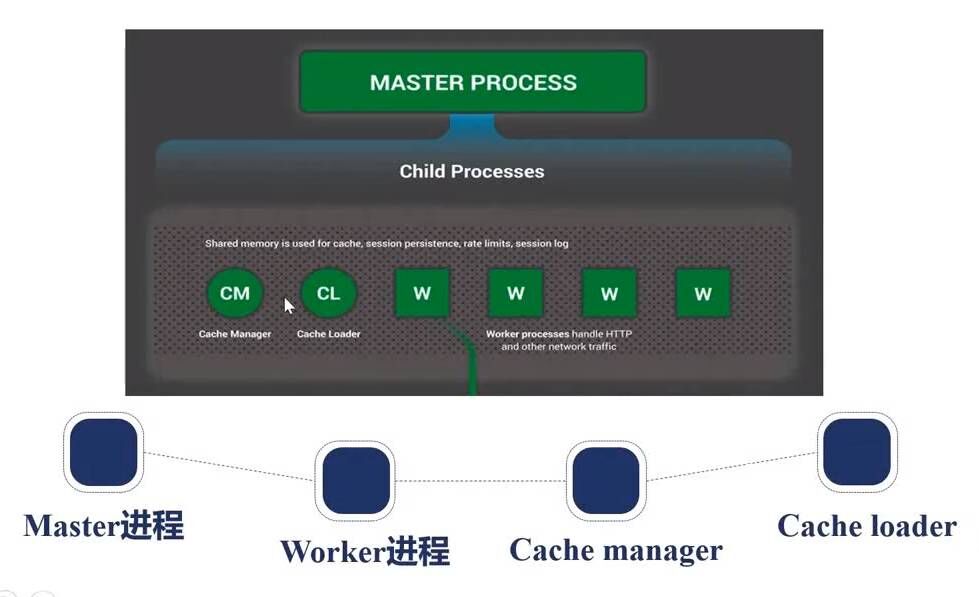 MASTER PROCESS
Child Processes
Shared memory is used for cache, session persistence, rate limits, session log
CM
CL
W
W
W
W
Cache Manager
Cache Loader
Worker processes handle HTTP
and other network traffic
Master进程
Worker进程
Cache manager
Cache loader